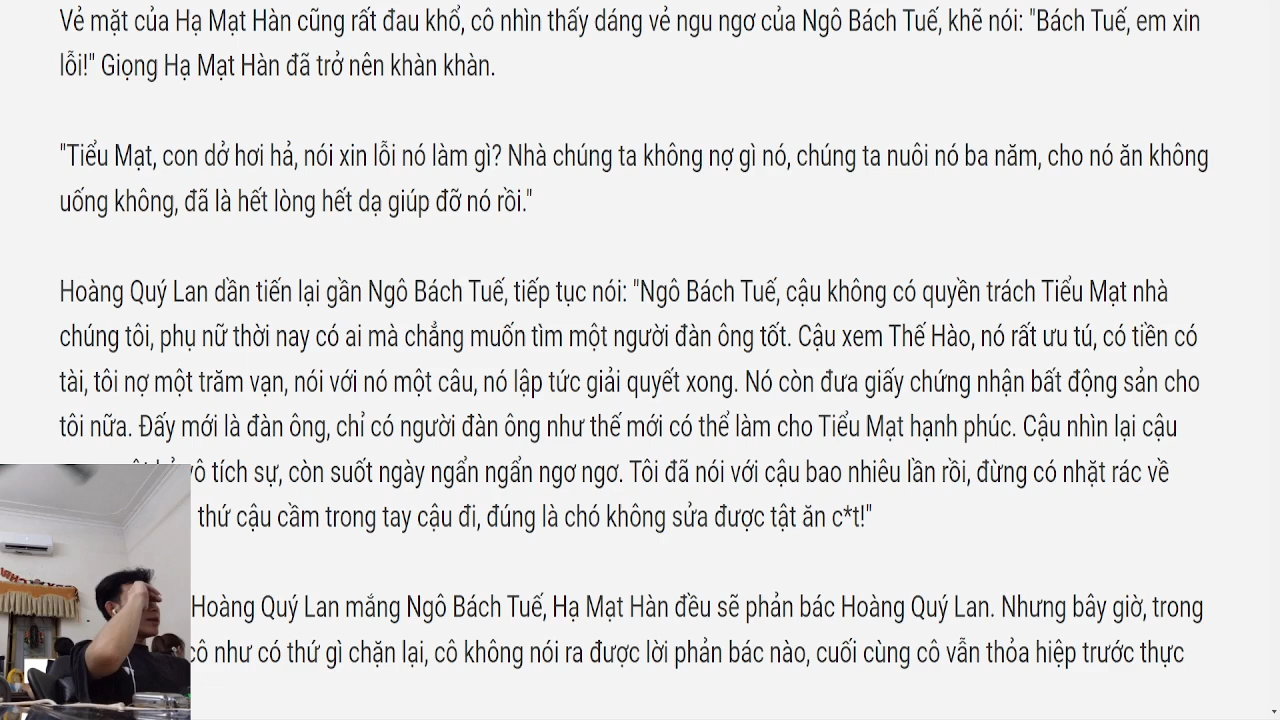 Vẻ mặt của Hạ Mạt Hàn cũng rất đau khổ, cô nhìn thấy dáng vẻ ngu ngơ của Ngô Bách Tuế, khẽ nói: "Bách Tuế, em xin
lỗi!" Giọng Hạ Mạt Hàn đã trở nên khàn khàn.
"Tiểu Mạt, con dở hơi hả, nói xin lỗi nó làm gì? Nhà chúng ta không nợ gì nó, chúng ta nuôi nó ba năm, cho nó ăn không
uống không, đã là hết lòng hết dạ giúp đỡ nó rồi."
Hoàng Quý Lan dần tiến lại gần Ngô Bách Tuế, tiếp tục nói: "Ngô Bách Tuế, cậu không có quyền trách Tiểu Mạt nhà
chúng tôi, phụ nữ thời nay có ai mà chẳng muốn tìm một người đàn ông tốt. Cậu xem Thế Hào, nó rất ưu tú, có tiền có
tài, tôi nợ một trăm vạn, nói với nó một câu, nó lập tức giải quyết xong. Nó còn đưa giấy chứng nhận bất động sản cho
tôi nữa. Đấy mới là đàn ông, chỉ có người đàn ông như thế mới có thể làm cho Tiểu Mạt hạnh phúc. Cậu nhìn lại cậu
vô tích sự, còn suốt ngày ngẩn ngẩn ngơ ngơ. Tôi đã nói với cậu bao nhiêu lần rồi, đừng có nhặt rác về
thứ cậu cầm trong tay cậu đi, đúng là chó không sửa được tật ăn c*t!"
Hoàng Quý Lan mắng Ngô Bách Tuế, Hạ Mạt Hàn đều sẽ phản bác Hoàng Quý Lan. Nhưng bây giờ, trong
cô như có thứ gì chặn lại, cô không nói ra được lời phản bác nào, cuối cùng cô vẫn thỏa hiệp trước thực